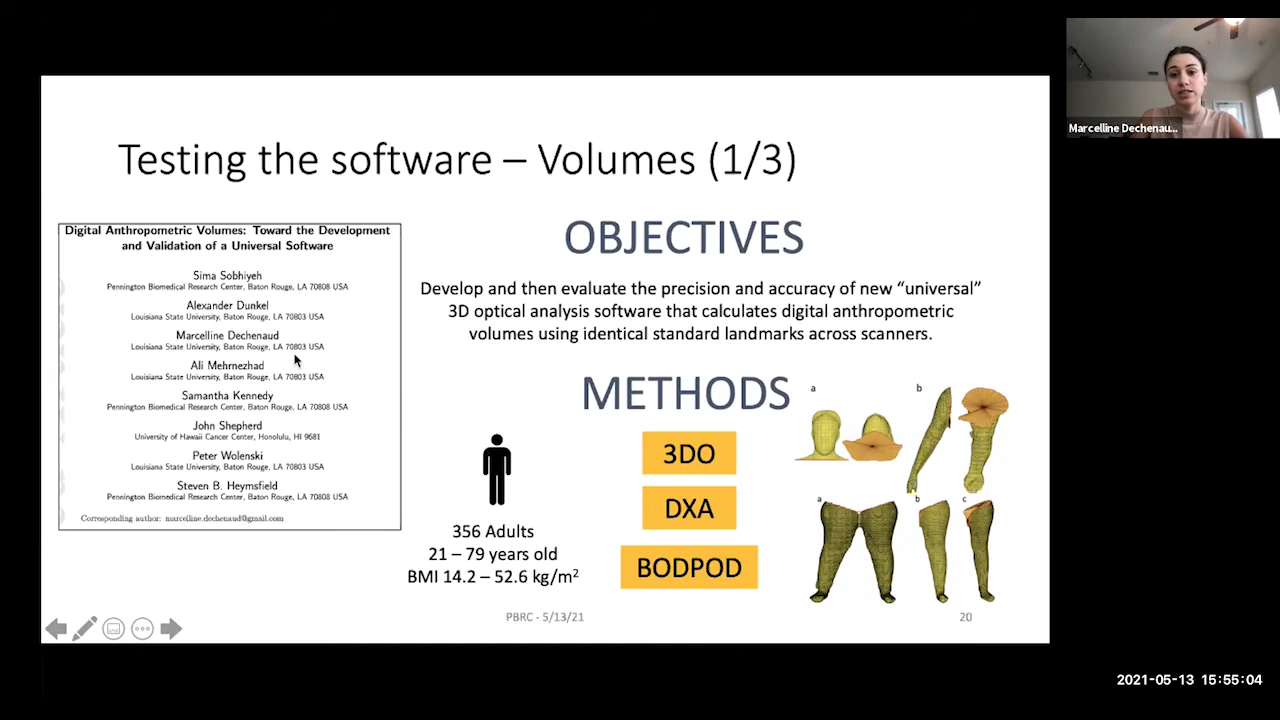 Marcelline Dechenau...
Testing the software – Volumes (1/3)
Digital Anthropometric Volumes: Toward the Development
and Validation of a Universal Software
Sima Sobhiyeh
Pennington Biomedical Research Center, Baton Rouge, LA 70808 USA
Alexander Dunkel
Louisiana State University, Baton Rouge, LA 70803 USA
Marcelline Dechenaud
Louisiana State University, Baton Rouge, LA 70803 USA
Ali Mehrnezhad
Louisiana State University, Baton Rouge, LA 70803 USA
Samantha Kennedy
Pennington Biomedical Research Center, Baton Rouge, LA 70808 USA
John Shepherd
University of Hawaii Cancer Center, Honolulu, HI 9681
Peter Wolenski
Louisiana State University, Baton Rouge, LA 70803 USA
Steven B. Heymsfield
Pennington Biomedical Research Center, Baton Rouge, LA 70808 USA
Corresponding author: marcelline.dechenaud@gmail.com
OBJECTIVES
Develop and then evaluate the precision and accuracy of new “universal”
3D optical analysis software that calculates digital anthropometric
volumes using identical standard landmarks across scanners.
METHODS
356 Adults
21 – 79 years old
BMI 14.2 – 52.6 kg/m²
3DO
DXA
BODPOD
a b
a b c
PBRC - 5/13/21
20
2021-05-13 15:55:04